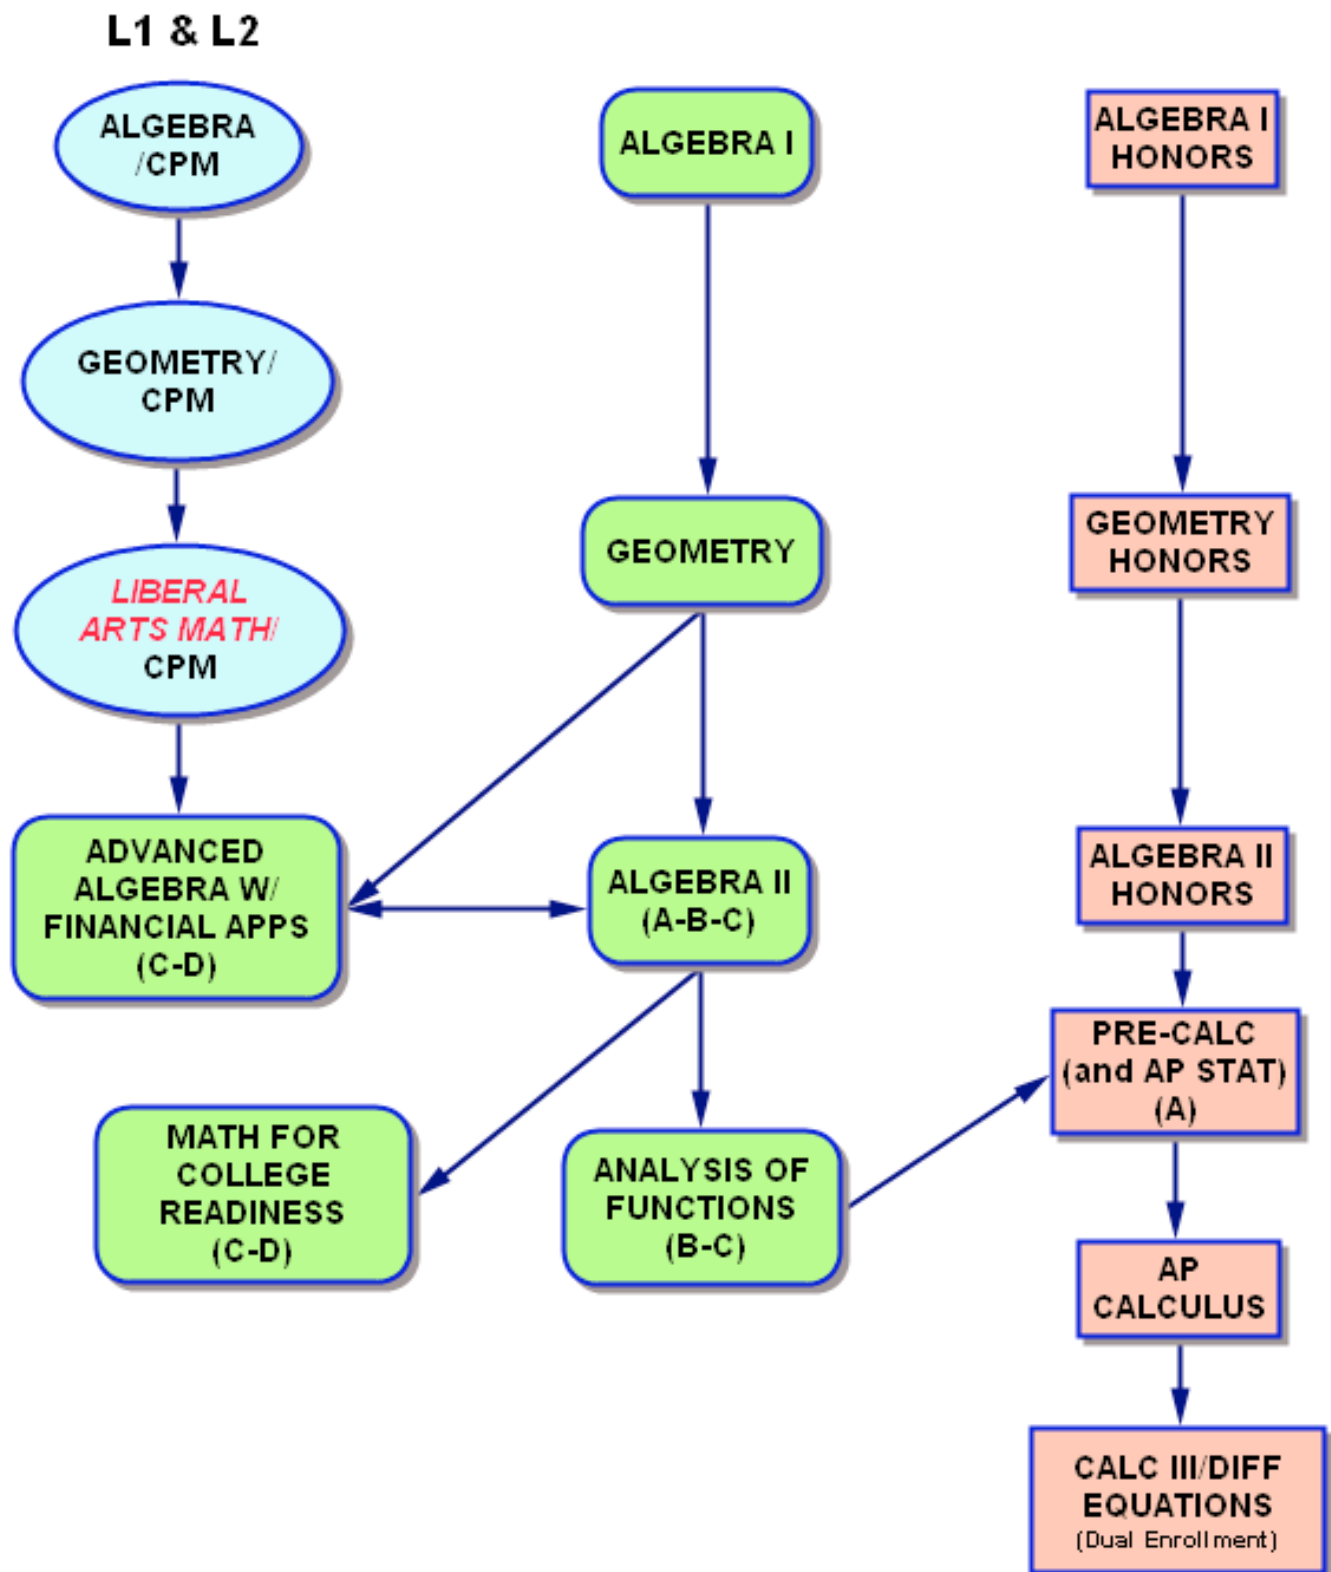 L1 & L2
ALGEBRA
/CPM
GEOMETRY/
CPM
LIBERAL
ARTS MATH/
CPM
ADVANCED
ALGEBRA W/
FINANCIAL APPS
(C-D)
MATH FOR
COLLEGE
READINESS
(C-D)
ALGEBRA I
GEOMETRY
ALGEBRA II
(A-B-C)
ANALYSIS OF
FUNCTIONS
(B-C)
ALGEBRA I
HONORS
GEOMETRY
HONORS
ALGEBRA II
HONORS
PRE-CALC
(and AP STAT)
(A)
AP
CALCULUS
CALC III/DIFF
EQUATIONS
(Dual Enrollment)